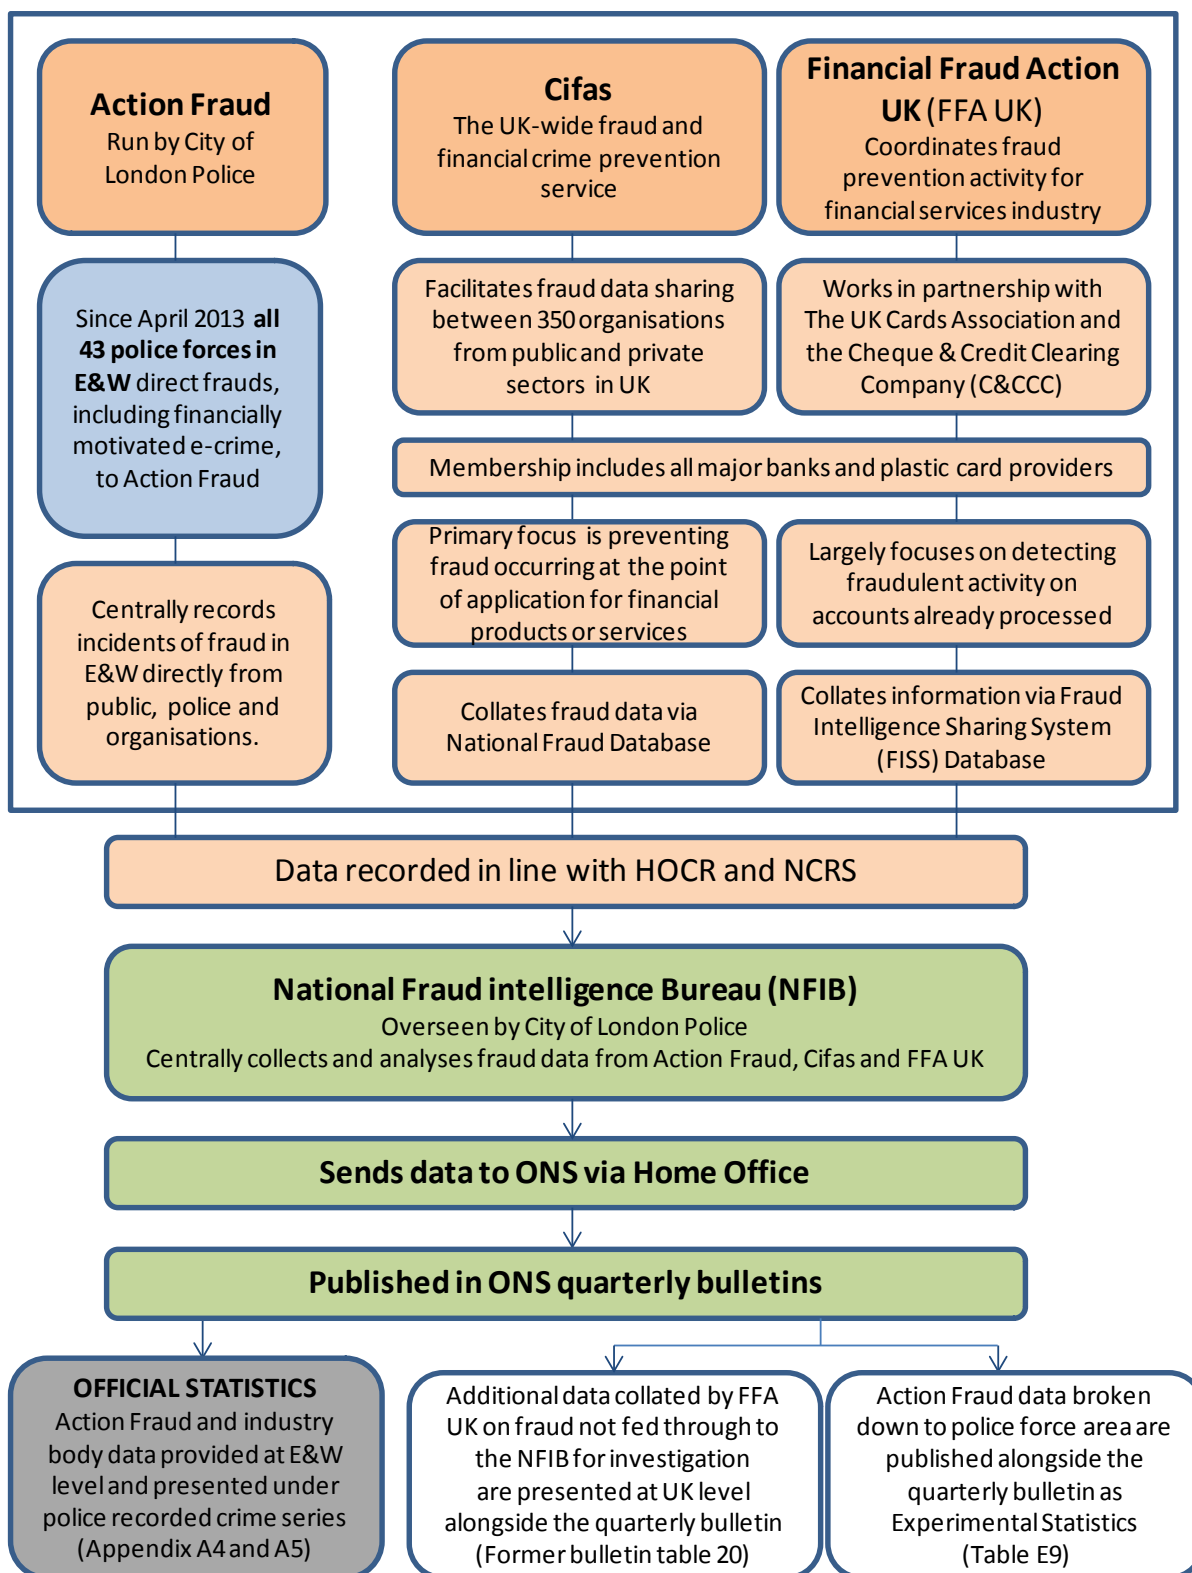 Action Fraud
Run by City of
London Police
Since April 2013 all
43 police forces in
E&W direct frauds,
including financially
motivated e-crime,
to Action Fraud
Centrally records
incidents of fraud in
E&W directly from
public, police and
organisations.
Cifas
The UK-wide fraud and
financial crime prevention
service
Facilitates fraud data sharing
between 350 organisations
from public and private
sectors in UK
Financial Fraud Action
UK (FFA UK)
Coordinates fraud
prevention activity for
financial services industry
Works in partnership with
The UK Cards Association and
the Cheque & Credit Clearing
Company (C&CCC)
Membership includes all major banks and plastic card providers
Primary focus is preventing
fraud occurring at the point
of application for financial
products or services
Collates fraud data via
National Fraud Database
Largely focuses on detecting
fraudulent activity on
accounts already processed
Collates information via Fraud
Intelligence Sharing System
(FISS) Database
Data recorded in line with HOCR and NCRS
National Fraud intelligence Bureau (NFIB)
Overseen by City of London Police
Centrally collects and analyses fraud data from Action Fraud, Cifas and FFA UK
Sends data to ONS via Home Office
Published in ONS quarterly bulletins
OFFICIAL STATISTICS
Action Fraud and industry
body data provided at E&W
level and presented under
police recorded crime series
(Appendix A4 and A5)
Additional data collated by FFA
UK on fraud not fed through to
the NFIB for investigation
are presented at UK level
alongside the quarterly bulletin
(Former bulletin table 20)
Action Fraud data broken
down to police force area are
published alongside the
quarterly bulletin as
Experimental Statistics
(Table E9)